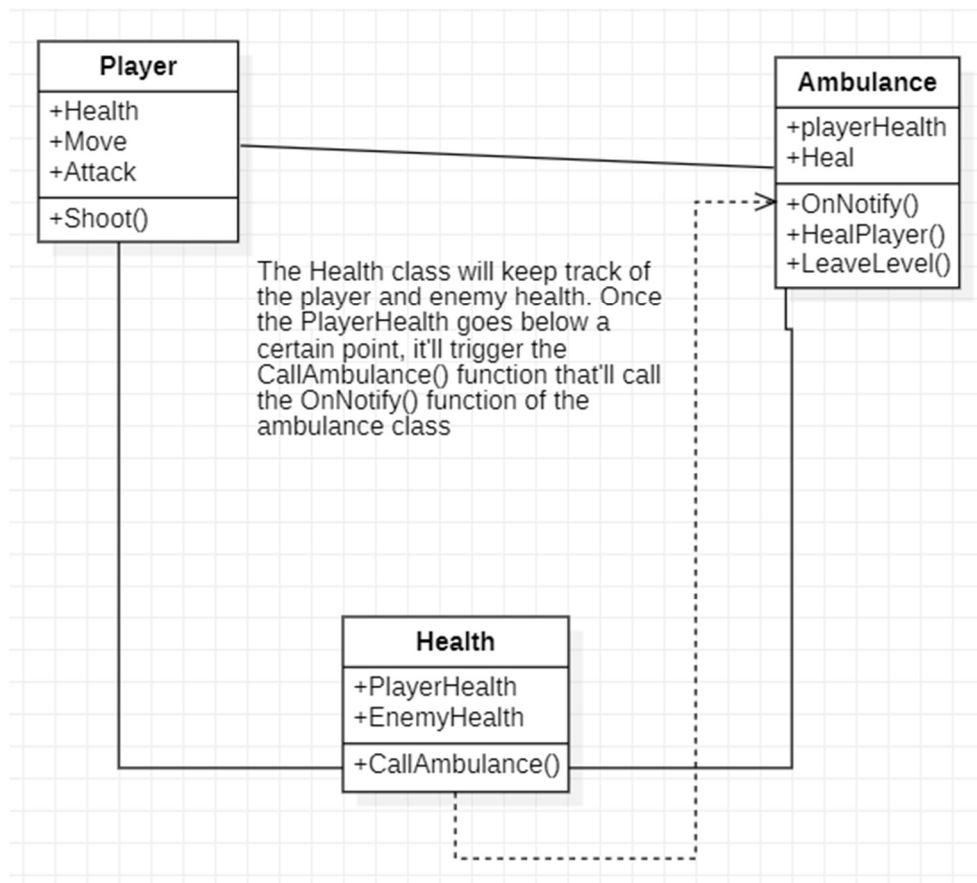 Player
+Health
+Move
+Attack
+Shoot()
Ambulance
+playerHealth
+Heal
+OnNotify()
+HealPlayer()
+LeaveLevel()
The Health class will keep track of
the player and enemy health. Once
the PlayerHealth goes below a
certain point, it'll trigger the
CallAmbulance() function that'll call
the OnNotify() function of the
ambulance class
Health
+PlayerHealth
+EnemyHealth
+CallAmbulance()